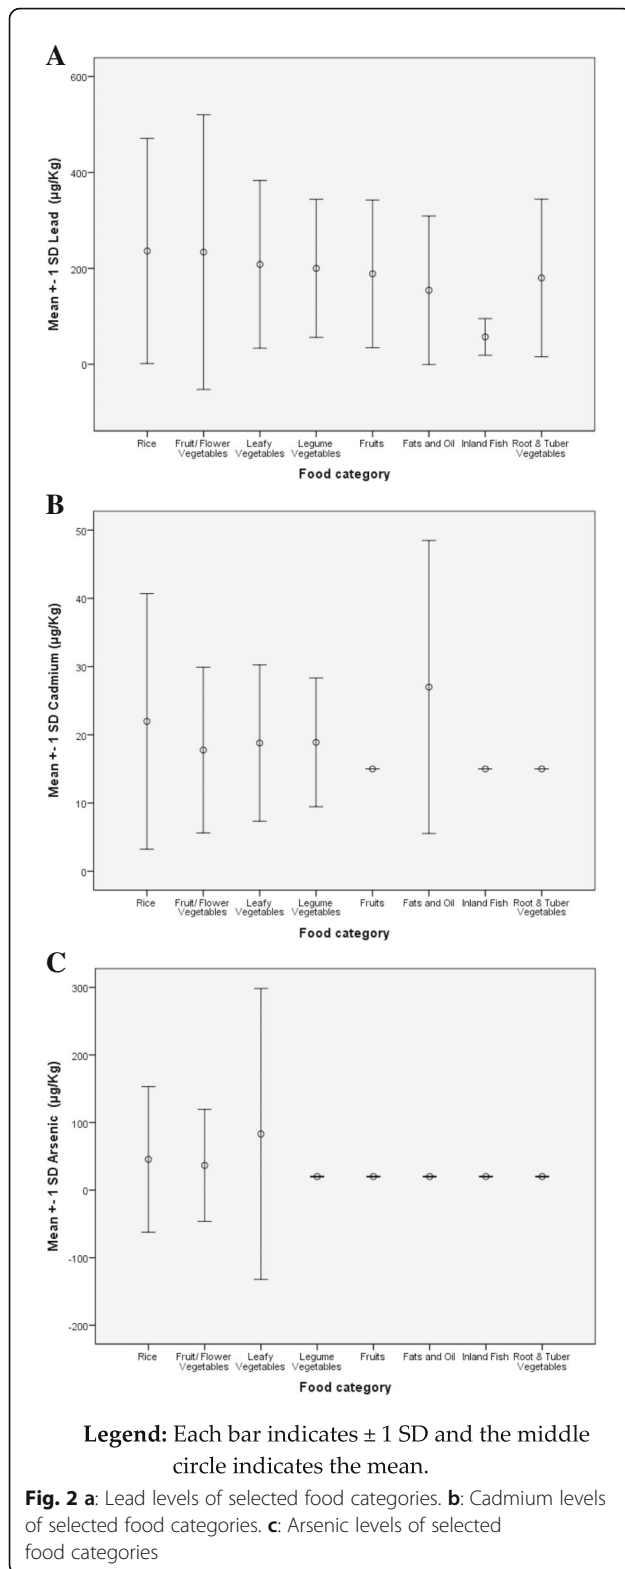 A
Mean +- 1 SD Lead (µg/Kg)
600
400
200
0
Rice Fruit/ Flower Leafy Legume Fruits Fats and Oil Inland Fish Root & Tuber
Vegetables Vegetables Vegetables Vegetables
Food category
B
Mean +- 1 SD Cadmium (µg/Kg)
50
40
30
20
10
0
Rice Fruit/ Flower Leafy Legume Fruits Fats and Oil Inland Fish Root & Tuber
Vegetables Vegetables Vegetables Vegetables
Food category
C
Mean +- 1 SD Arsenic (µg/Kg)
300
200
100
0
-100
-200
Rice Fruit/ Flower Leafy Legume Fruits Fats and Oil Inland Fish Root & Tuber
Vegetables Vegetables Vegetables Vegetables
Food category
Legend: Each bar indicates ± 1 SD and the middle
circle indicates the mean.
Fig. 2 a: Lead levels of selected food categories. b: Cadmium levels
of selected food categories. c: Arsenic levels of selected
food categories